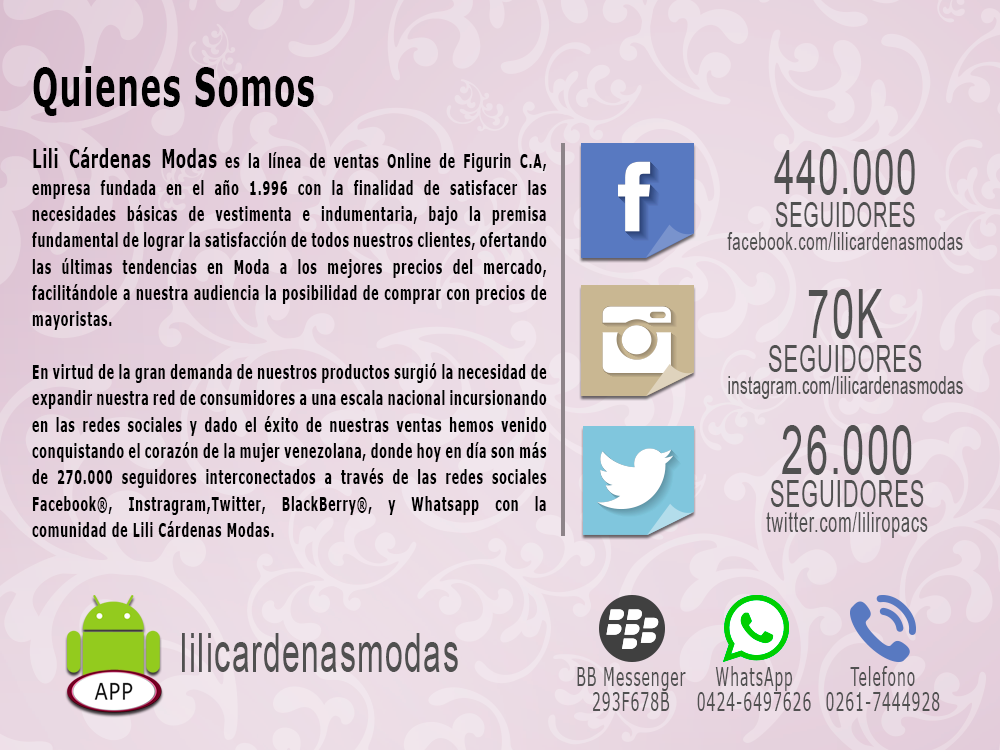 Quienes Somos
Lili Cárdenas Modas es la línea de ventas Online de Figurin C.A,
empresa fundada en el año 1.996 con la finalidad de satisfacer las
necesidades básicas de vestimenta e indumentaria, bajo la premisa
fundamental de lograr la satisfacción de todos nuestros clientes, ofertando
las últimas tendencias en Moda a los mejores precios del mercado,
facilitándole a nuestra audiencia la posibilidad de comprar con precios de
mayoristas.
En virtud de la gran demanda de nuestros productos surgió la necesidad de
expandir nuestra red de consumidores a una escala nacional incursionando
en las redes sociales y dado el éxito de nuestras ventas hemos venido
conquistando el corazón de la mujer venezolana, donde hoy en día son más
de 270.000 seguidores interconectados a través de las redes sociales
Facebook®, Instragram,Twitter, BlackBerry®, y Whatsapp con la
comunidad de Lili Cárdenas Modas.
440.000
SEGUIDORES
facebook.com/lilicardenasmodas
70K
SEGUIDORES
instagram.com/lilicardenasmodas
26.000
SEGUIDORES
twitter.com/liliropacs
APP
lilicardenasmodas
BB Messenger
293F678B
WhatsApp
0424-6497626
Telefono
0261-7444928